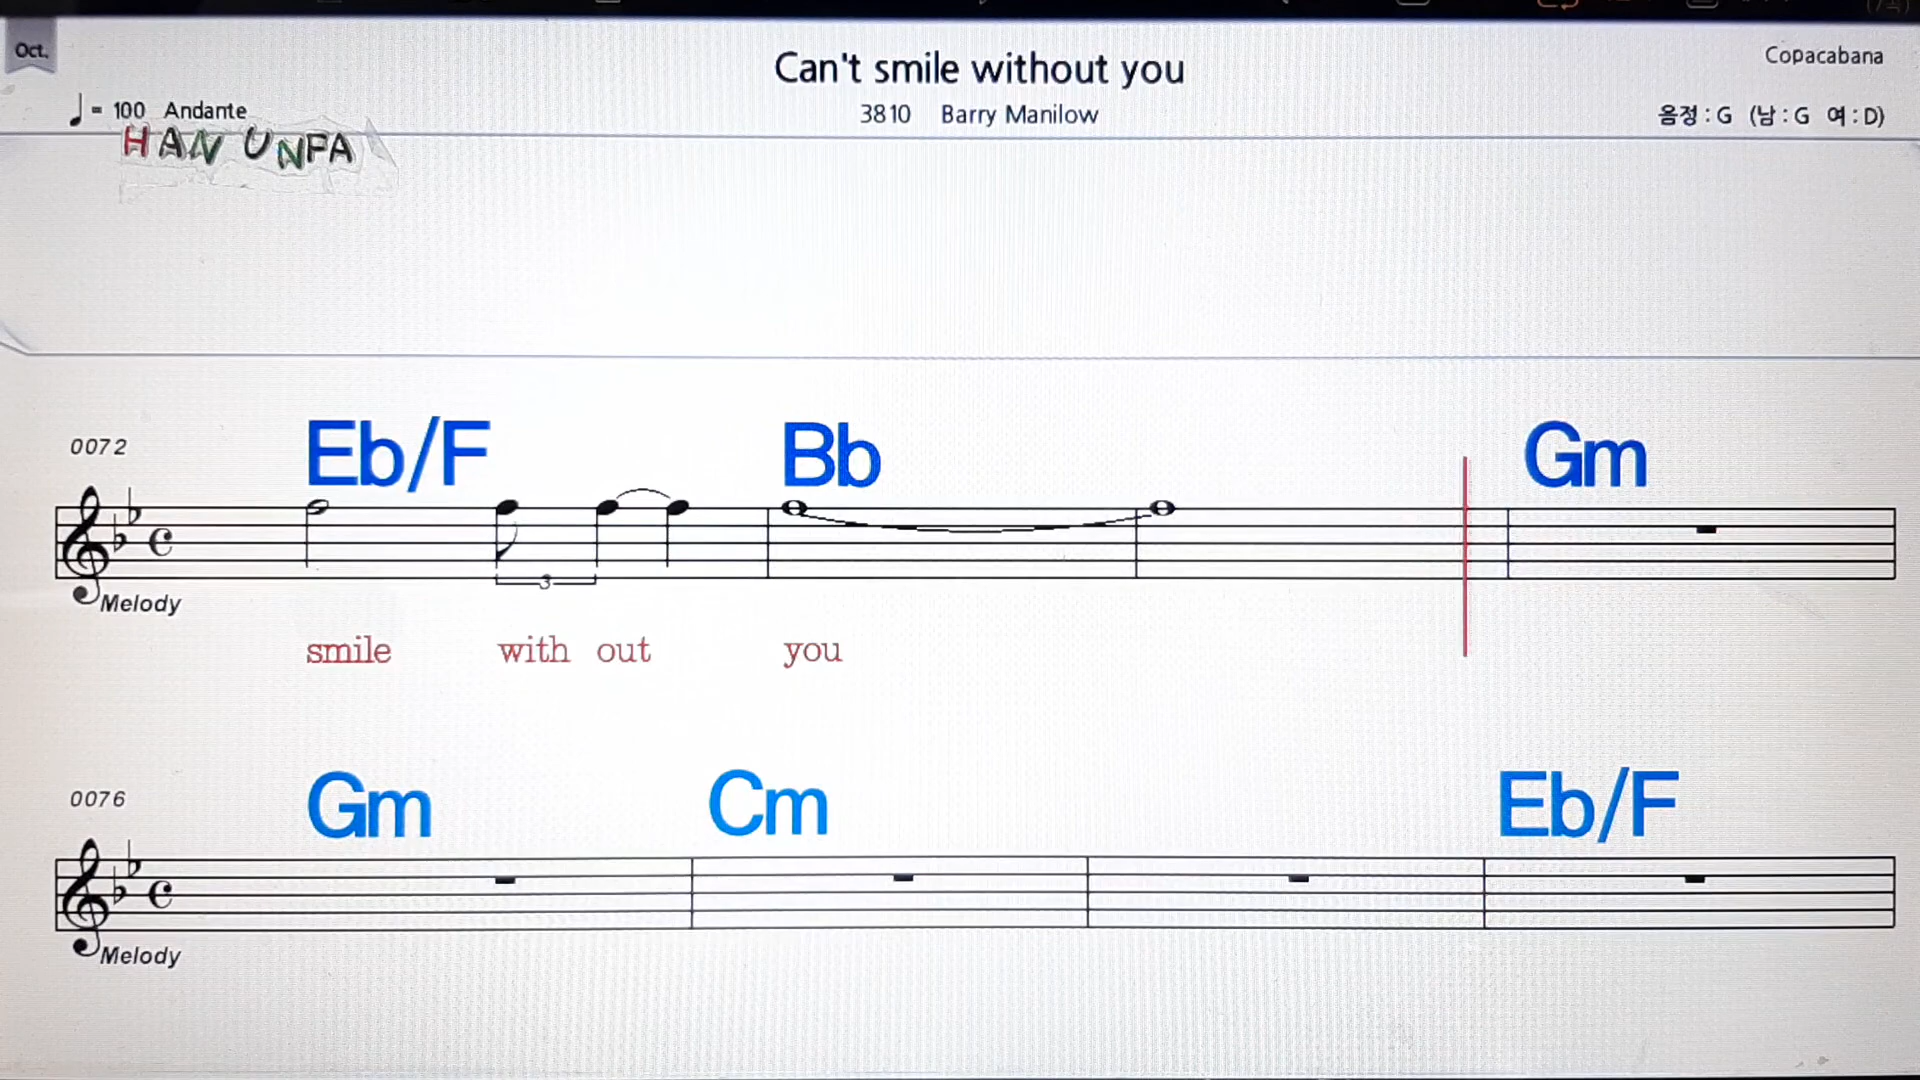 Oct.
Can't smile without you
Copacabana
= 100 Andante
3810 Barry Manilow
음정 : G (남 : G 여 : D)
HAN UNPA
0072
Eb/F Bb Gm
3
Melody
smile with out you
0076
Gm Cm Eb/F
Melody